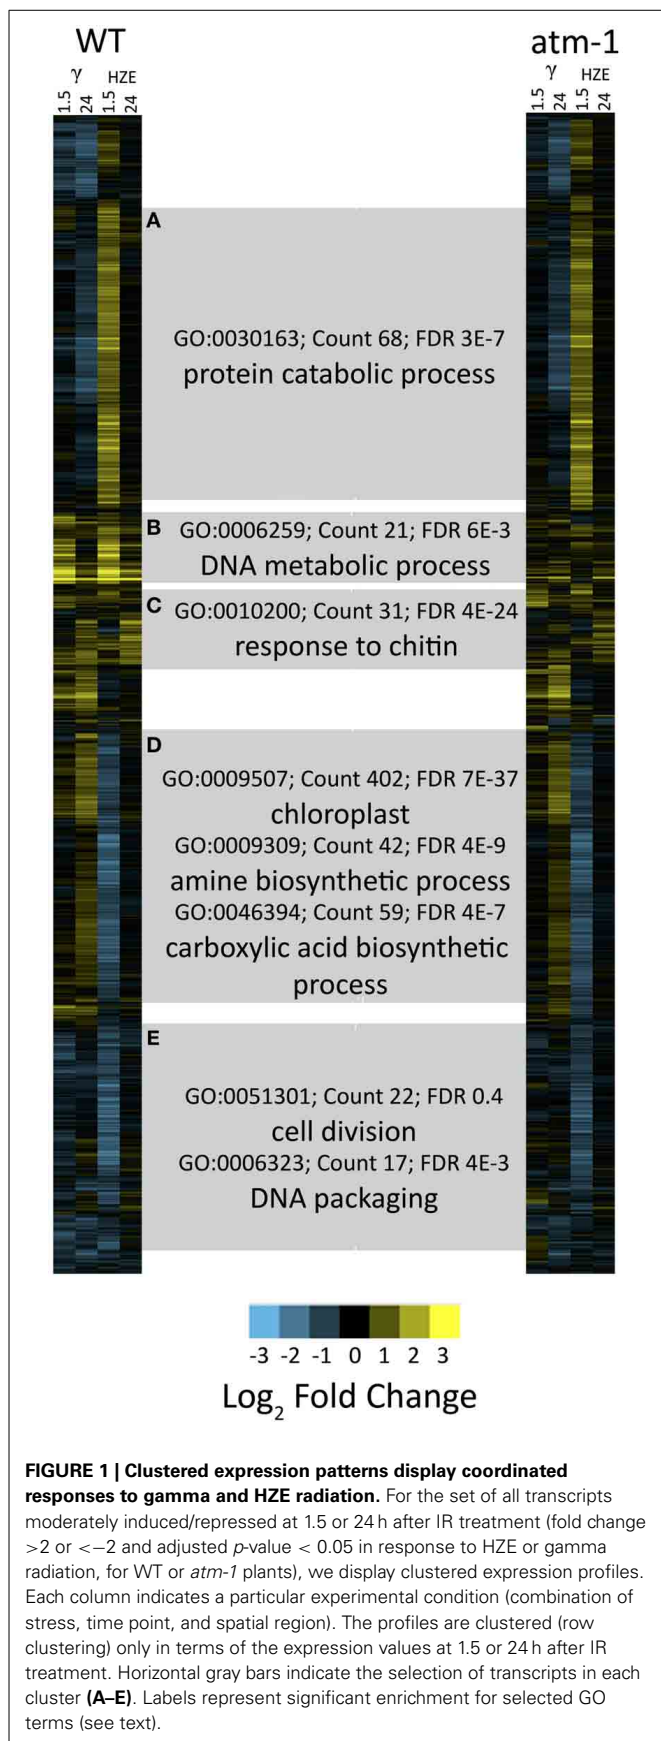 WT
atm-1
γ HZE
γ HZE
1.5 24 1.5 24
1.5 24 1.5 24
A
GO:0030163; Count 68; FDR 3E-7
protein catabolic process
B
GO:0006259; Count 21; FDR 6E-3
DNA metabolic process
C
GO:0010200; Count 31; FDR 4E-24
response to chitin
D
GO:0009507; Count 402; FDR 7E-37
chloroplast
GO:0009309; Count 42; FDR 4E-9
amine biosynthetic process
GO:0046394; Count 59; FDR 4E-7
carboxylic acid biosynthetic
process
E
GO:0051301; Count 22; FDR 0.4
cell division
GO:0006323; Count 17; FDR 4E-3
DNA packaging
-3 -2 -1 0 1 2 3
Log2 Fold Change
FIGURE 1 | Clustered expression patterns display coordinated
responses to gamma and HZE radiation. For the set of all transcripts
moderately induced/repressed at 1.5 or 24 h after IR treatment (fold change
>2 or <−2 and adjusted p-value < 0.05 in response to HZE or gamma
radiation, for WT or atm-1 plants), we display clustered expression profiles.
Each column indicates a particular experimental condition (combination of
stress, time point, and spatial region). The profiles are clustered (row
clustering) only in terms of the expression values at 1.5 or 24 h after IR
treatment. Horizontal gray bars indicate the selection of transcripts in each
cluster (A–E). Labels represent significant enrichment for selected GO
terms (see text).